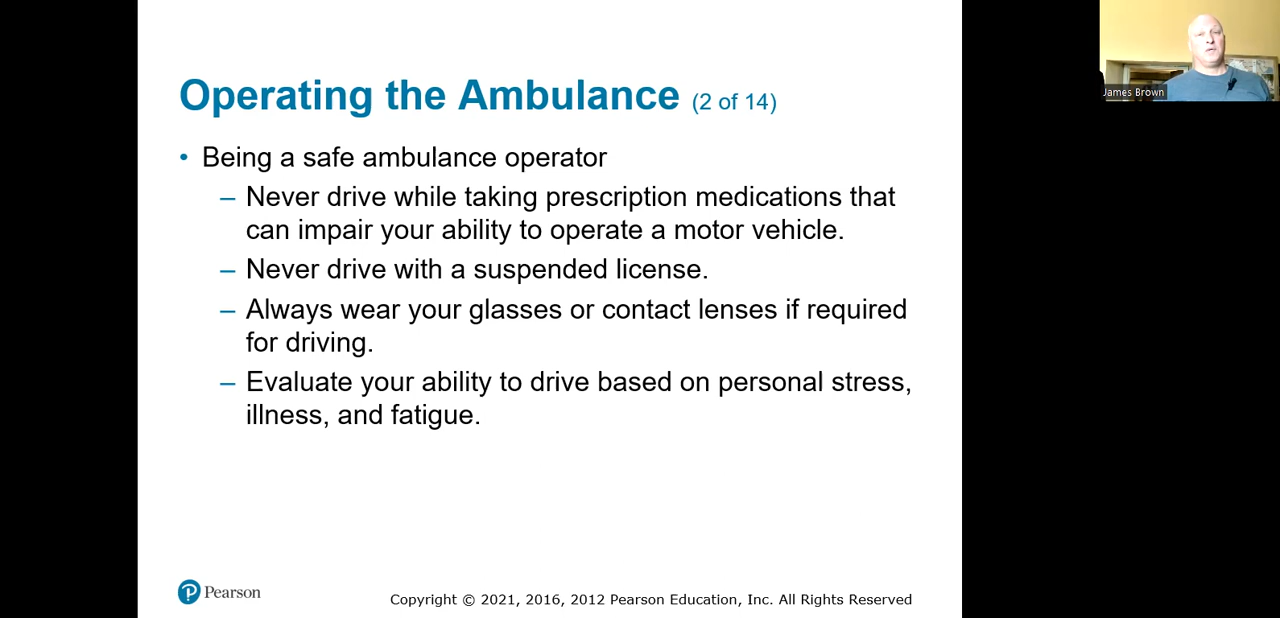 Operating the Ambulance (2 of 14)
• Being a safe ambulance operator
– Never drive while taking prescription medications that
can impair your ability to operate a motor vehicle.
– Never drive with a suspended license.
– Always wear your glasses or contact lenses if required
for driving.
– Evaluate your ability to drive based on personal stress,
illness, and fatigue.
Pearson
Copyright © 2021, 2016, 2012 Pearson Education, Inc. All Rights Reserved
James Brown